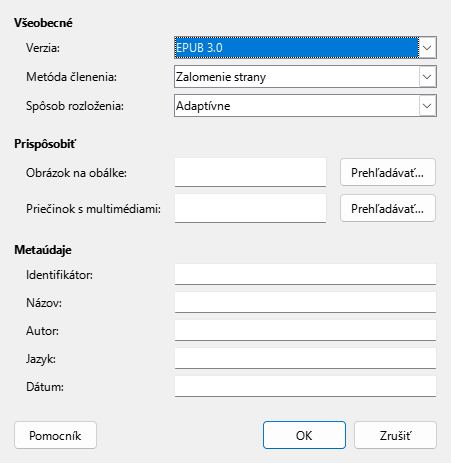 Všeobecné
Verzia: EPUB 3.0
Metóda členenia: Zalomenie strany
Spôsob rozloženia: Adaptívne
Prispôsobiť
Obrázok na obálke: Prehľadávať...
Priečinok s multimédiami: Prehľadávať...
Metaúdaje
Identifikátor:
Názov:
Autor:
Jazyk:
Dátum:
Pomocník OK Zrušiť